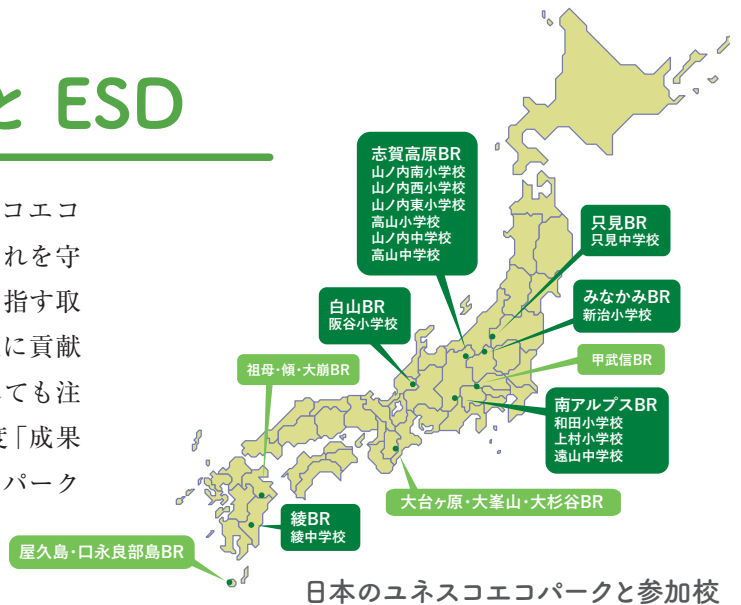 と ESD
コエコ
れを守
指す取
に貢献
ても注
度「成果
パーク
志賀高原BR
山ノ内南小学校
山ノ内西小学校
山ノ内東小学校
高山小学校
山ノ内中学校
高山中学校
只見BR
只見中学校
白山BR
阪谷小学校
みなかみBR
新治小学校
祖母・傾・大崩BR
甲武信BR
南アルプスBR
和田小学校
上村小学校
遠山中学校
大台ヶ原・大峯山・大杉谷BR
綾BR
綾中学校
屋久島・口永良部島BR
日本のユネスコエコパークと参加校